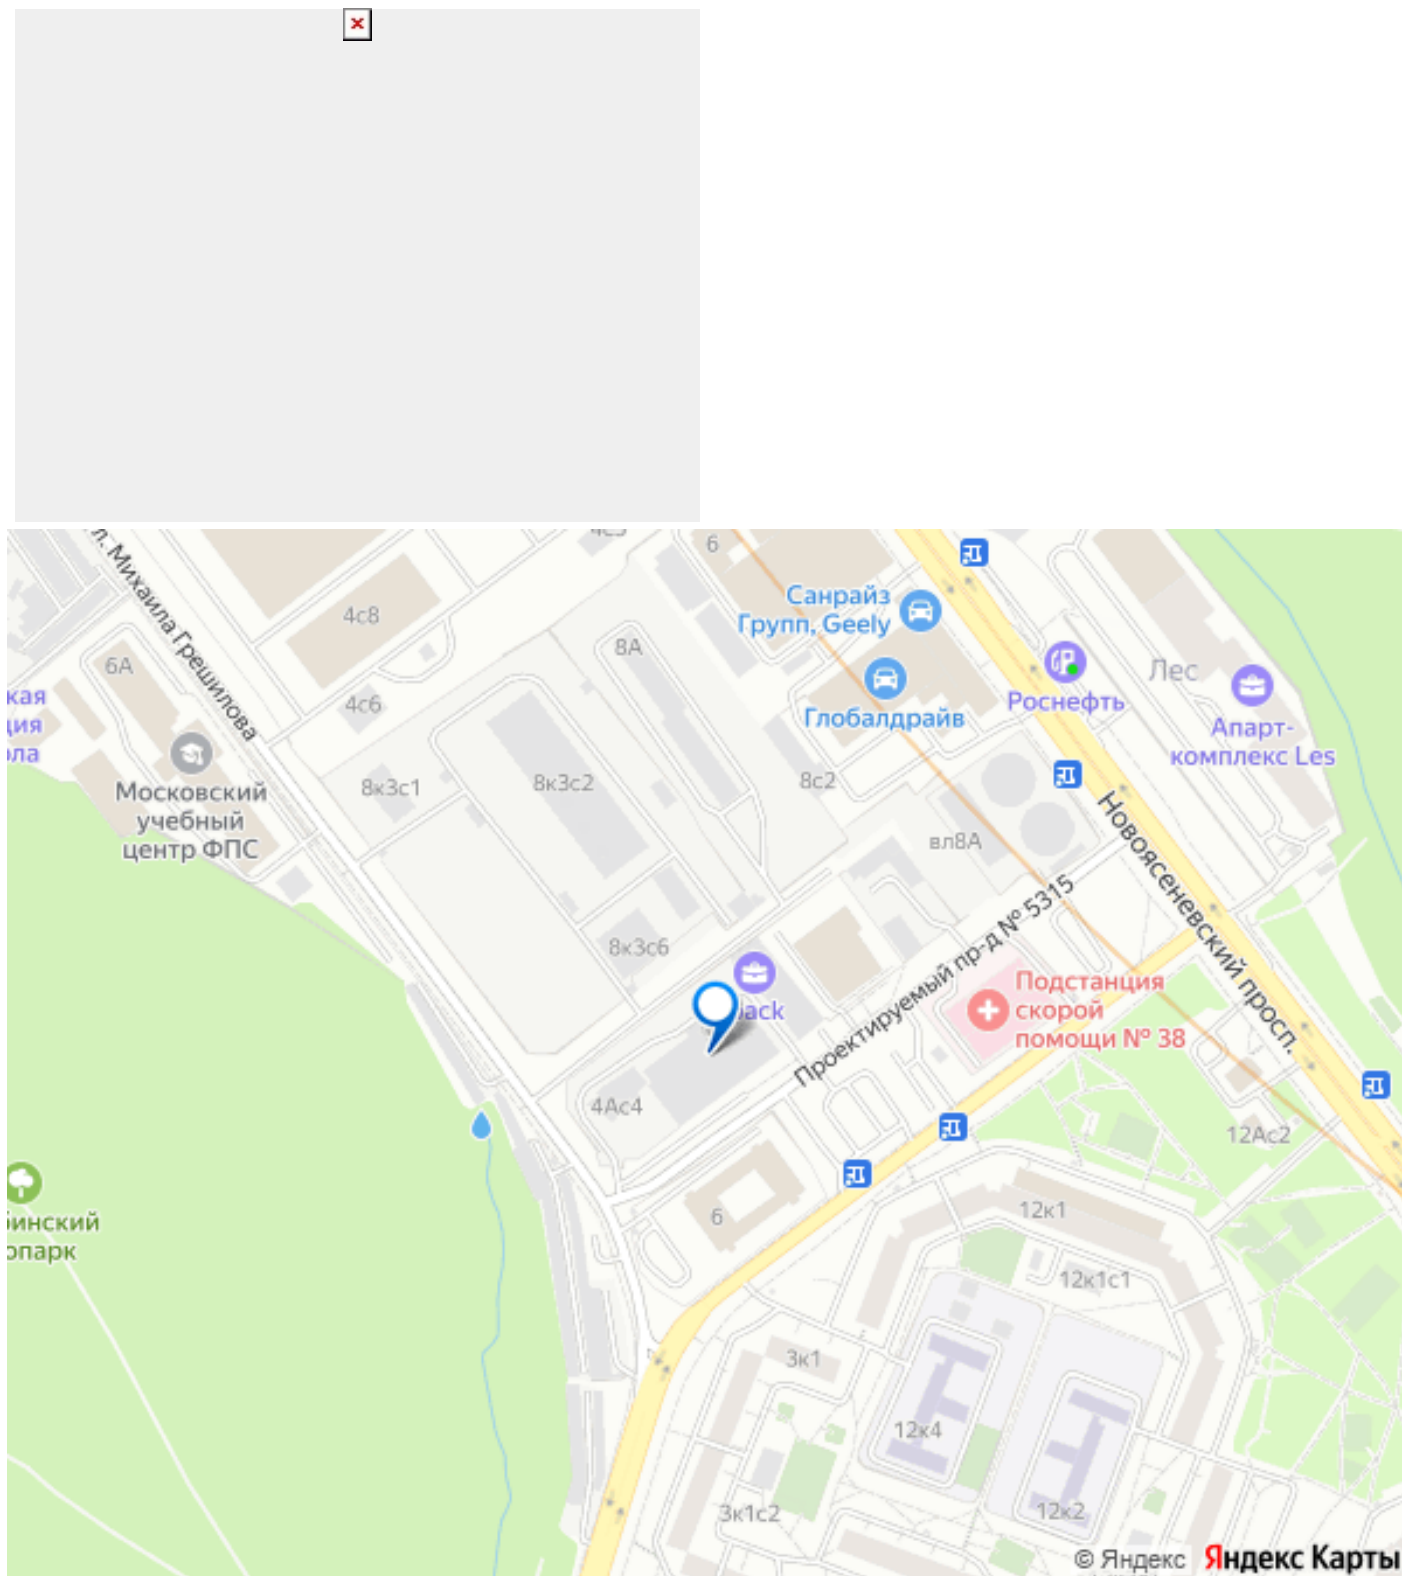 6
Санрайз
Групп, Geely
4с8
8А
6А
Лес
Роснефть
4с6
Глобалдрайв
Апарт-
комплекс Les
ул. Михаила Грешилова
Московский
учебный
центр ФПС
8к3с1
8к3с2
8с2
вл8А
Новоясеневский просп.
8к3с6
Проектируемый пр-д № 5315
Подстанция
скорой
помощи № 38
4Ас4
12Ас2
6
12к1
12к1с1
3к1
12к4
3к1с2
12к2
© Яндекс Яндекс Карты